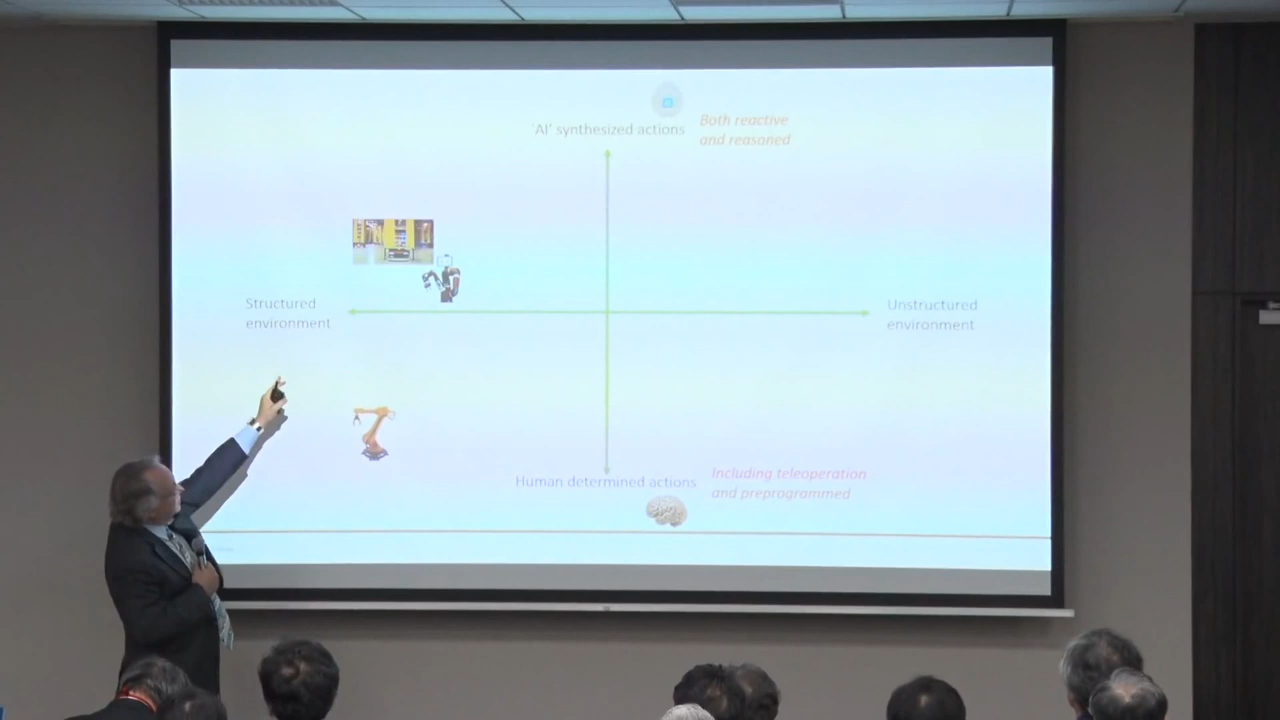 'AI' synthesized actions
Both reactive
and reasoned
Structured
environment
Unstructured
environment
Human determined actions
Including teleoperation
and preprogrammed